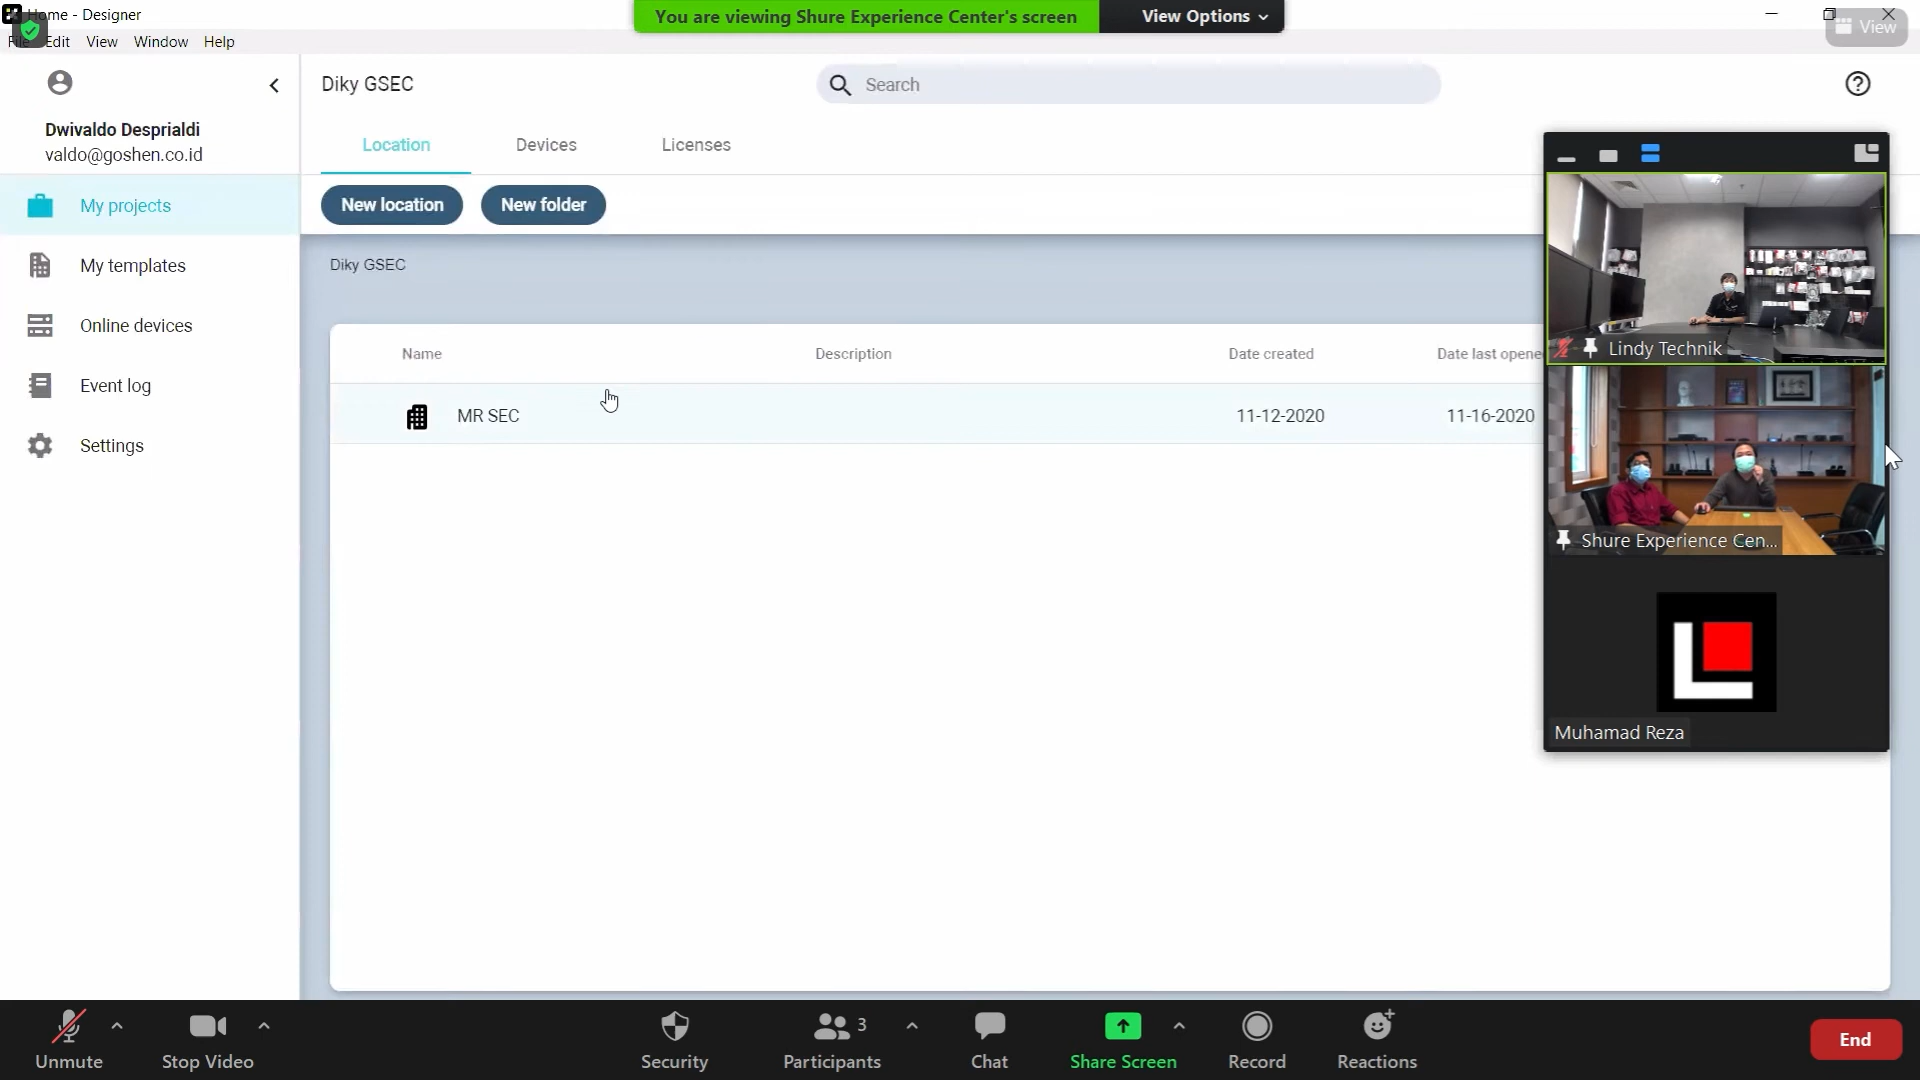 Home - Designer
You are viewing Shure Experience Center's screen
View Options
View
File Edit View Window Help
Diky GSEC
Search
Dwivaldo Desprialdi
valdo@goshen.co.id
Location Devices Licenses
My projects
New location New folder
My templates
Diky GSEC
Online devices
Name Description Date created Date last opene
Event log
MR SEC 11-12-2020 11-16-2020
Settings
Lindy Technik
Shure Experience Cen...
Muhamad Reza
3
Unmute Stop Video Security Participants Chat Share Screen Record Reactions End